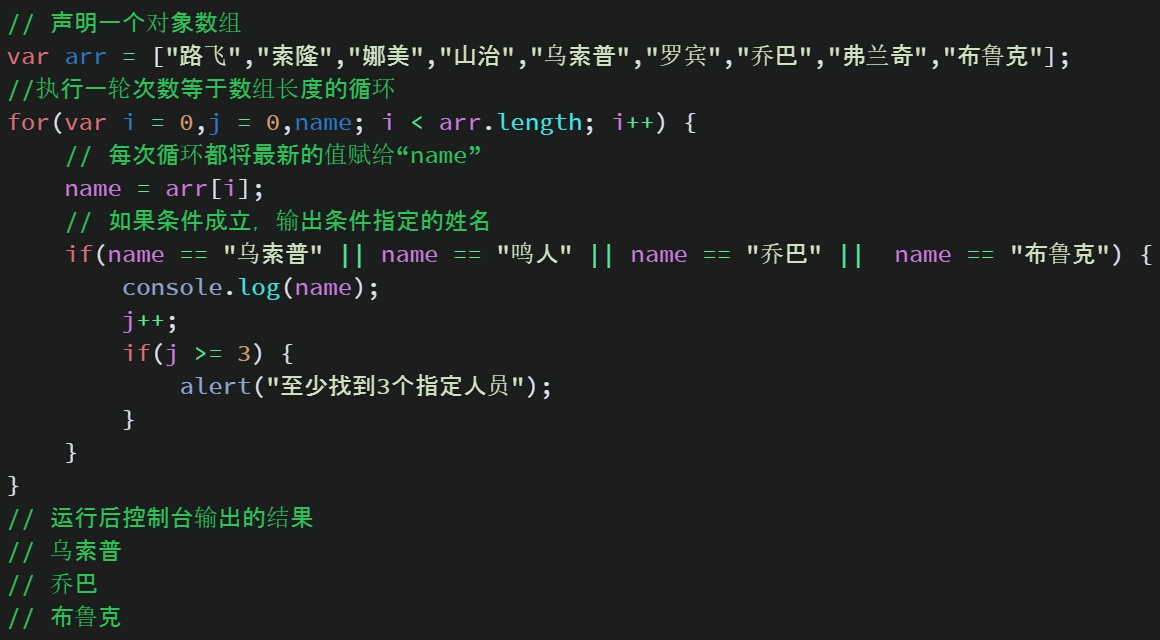 // 声明一个对象数组
var arr = ["路飞","索隆","娜美","山治","乌索普","罗宾","乔巴","弗兰奇","布鲁克"];
//执行一轮次数等于数组长度的循环
for(var i = 0,j = 0,name; i < arr.length; i++) {
    // 每次循环都将最新的值赋给“name”
    name = arr[i];
    // 如果条件成立，输出条件指定的姓名
    if(name == "乌索普" || name == "鸣人" || name == "乔巴" ||  name == "布鲁克") {
        console.log(name);
        j++;
        if(j >= 3) {
            alert("至少找到3个指定人员");
        }
    }
}
// 运行后控制台输出的结果
// 乌索普
// 乔巴
// 布鲁克